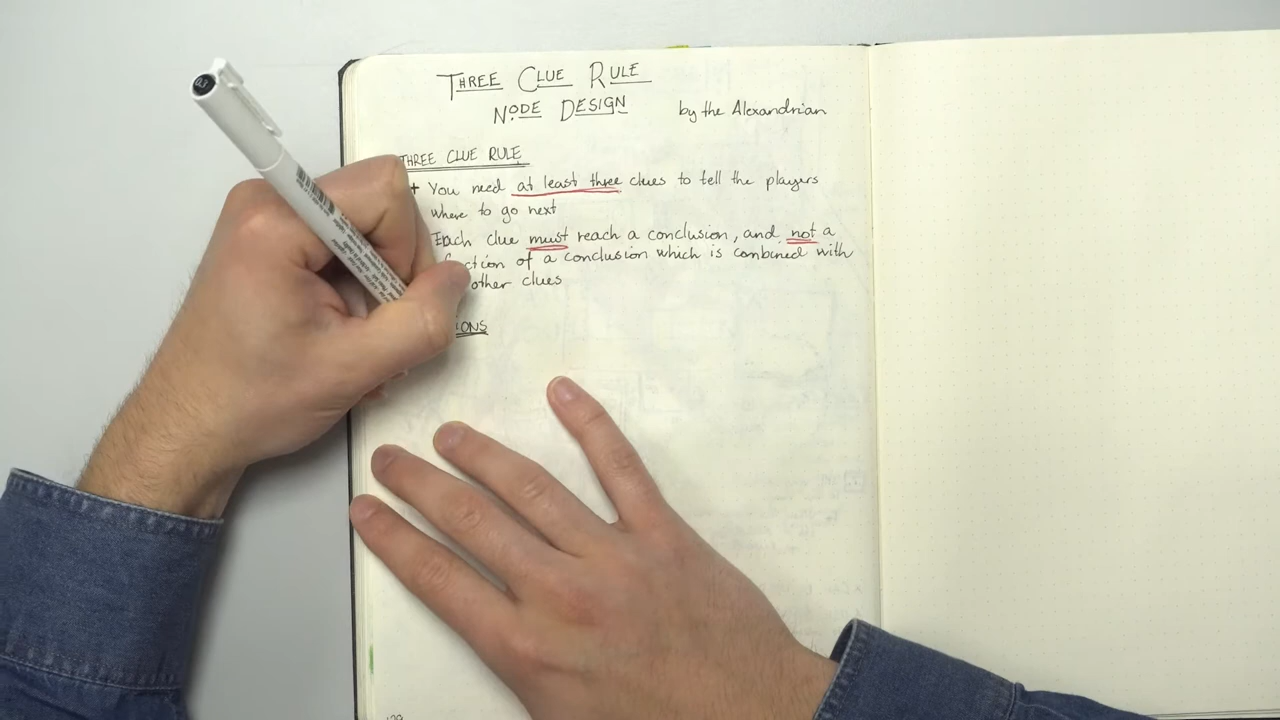 THREE CLUE RULE
NODE DESIGN by the Alexandrian
THREE CLUE RULE
+ You need at least three clues to tell the players
where to go next
Each clue must reach a conclusion, and not a
of a conclusion which is combined with
other clues
0.3